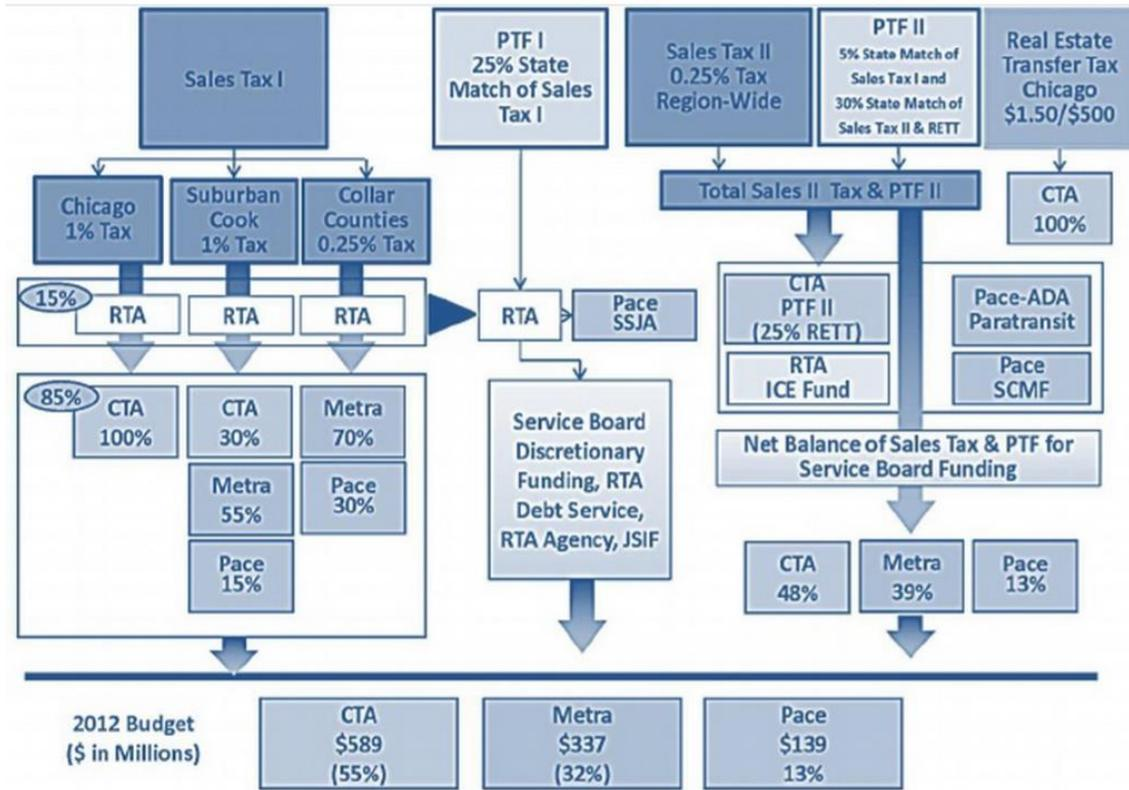 Sales Tax I
PTF I
25% State
Match of Sales
Tax I
Sales Tax II
0.25% Tax
Region-Wide
PTF II
5% State Match of
Sales Tax I and
30% State Match of
Sales Tax II & RETT
Real Estate
Transfer Tax
Chicago
$1.50/$500
Chicago
1% Tax
Suburban
Cook
1% Tax
Collar
Counties
0.25% Tax
Total Sales II Tax & PTF II
CTA
100%
15%
RTA
RTA
RTA
RTA
Pace
SSJA
CTA
PTF II
(25% RETT)
Pace-ADA
Paratransit
RTA
ICE Fund
Pace
SCMF
85%
CTA
100%
CTA
30%
Metra
70%
Metra
55%
Pace
30%
Pace
15%
Service Board
Discretionary
Funding, RTA
Debt Service,
RTA Agency, JSIF
Net Balance of Sales Tax & PTF for
Service Board Funding
CTA
48%
Metra
39%
Pace
13%
2012 Budget
($ in Millions)
CTA
$589
(55%)
Metra
$337
(32%)
Pace
$139
13%